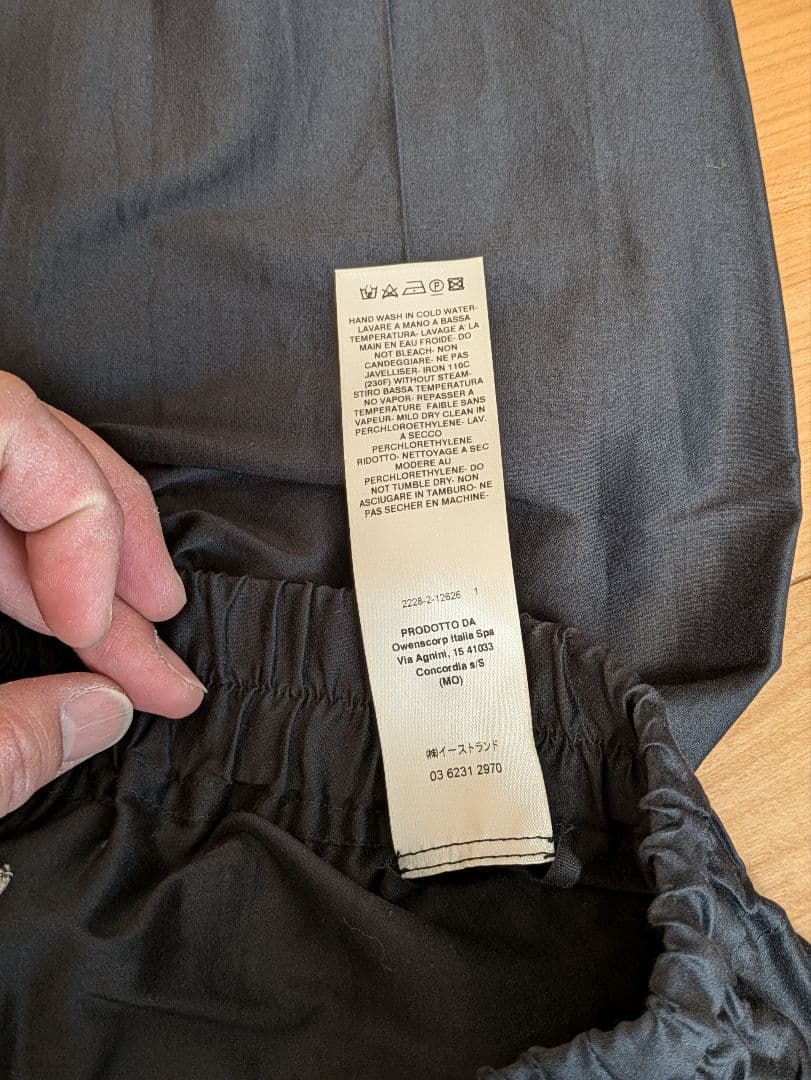 HAND WASH IN COLD WATER-
LAVARE A MANO A BASSA
TEMPERATURA- LAVAGE A' LA
MAIN EN EAU FROIDE- DO
NOT BLEACH- NON
CANDEGGIARE- NE PAS
JAVELLISER- IRON 110C
(230F) WITHOUT STEAM-
STIRO BASSA TEMPERATURA
NO VAPOR- REPASSER A
TEMPERATURE FAIBLE SANS
VAPEUR- MILD DRY CLEAN IN
PERCHLOROETHYLENE- LAV.
A SECCO
PERCHLORETHYLENE
RIDOTTO- NETTOYAGE A SEC
MODERE AU
PERCHLORETHYLENE- DO
NOT TUMBLE DRY- NON
ASCIUGARE IN TAMBURO- NE
PAS SECHER EN MACHINE-
2228-2-12626 1
PRODOTTO DA
Owenscorp Italia Spa
Via Agnini, 15 41033
Concordia s/S
(MO)
㈱イーストランド
03 6231 2970